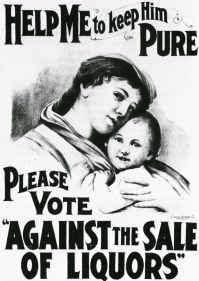 HELP ME to keep Him
PURE
PLEASE
VOTE
"AGAINST THE SALE
OF LIQUORS"